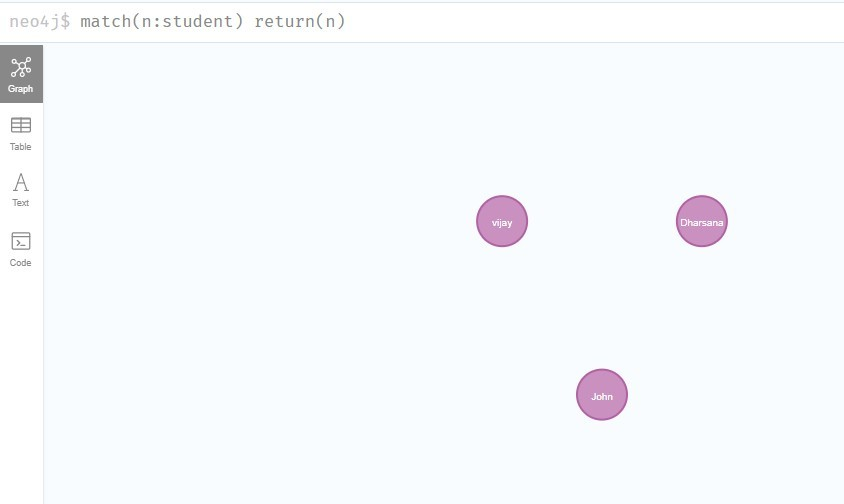 neo4j$ match(n:student) return(n)
Graph
Table
A
Text
Code
vijay
Dharsana
John